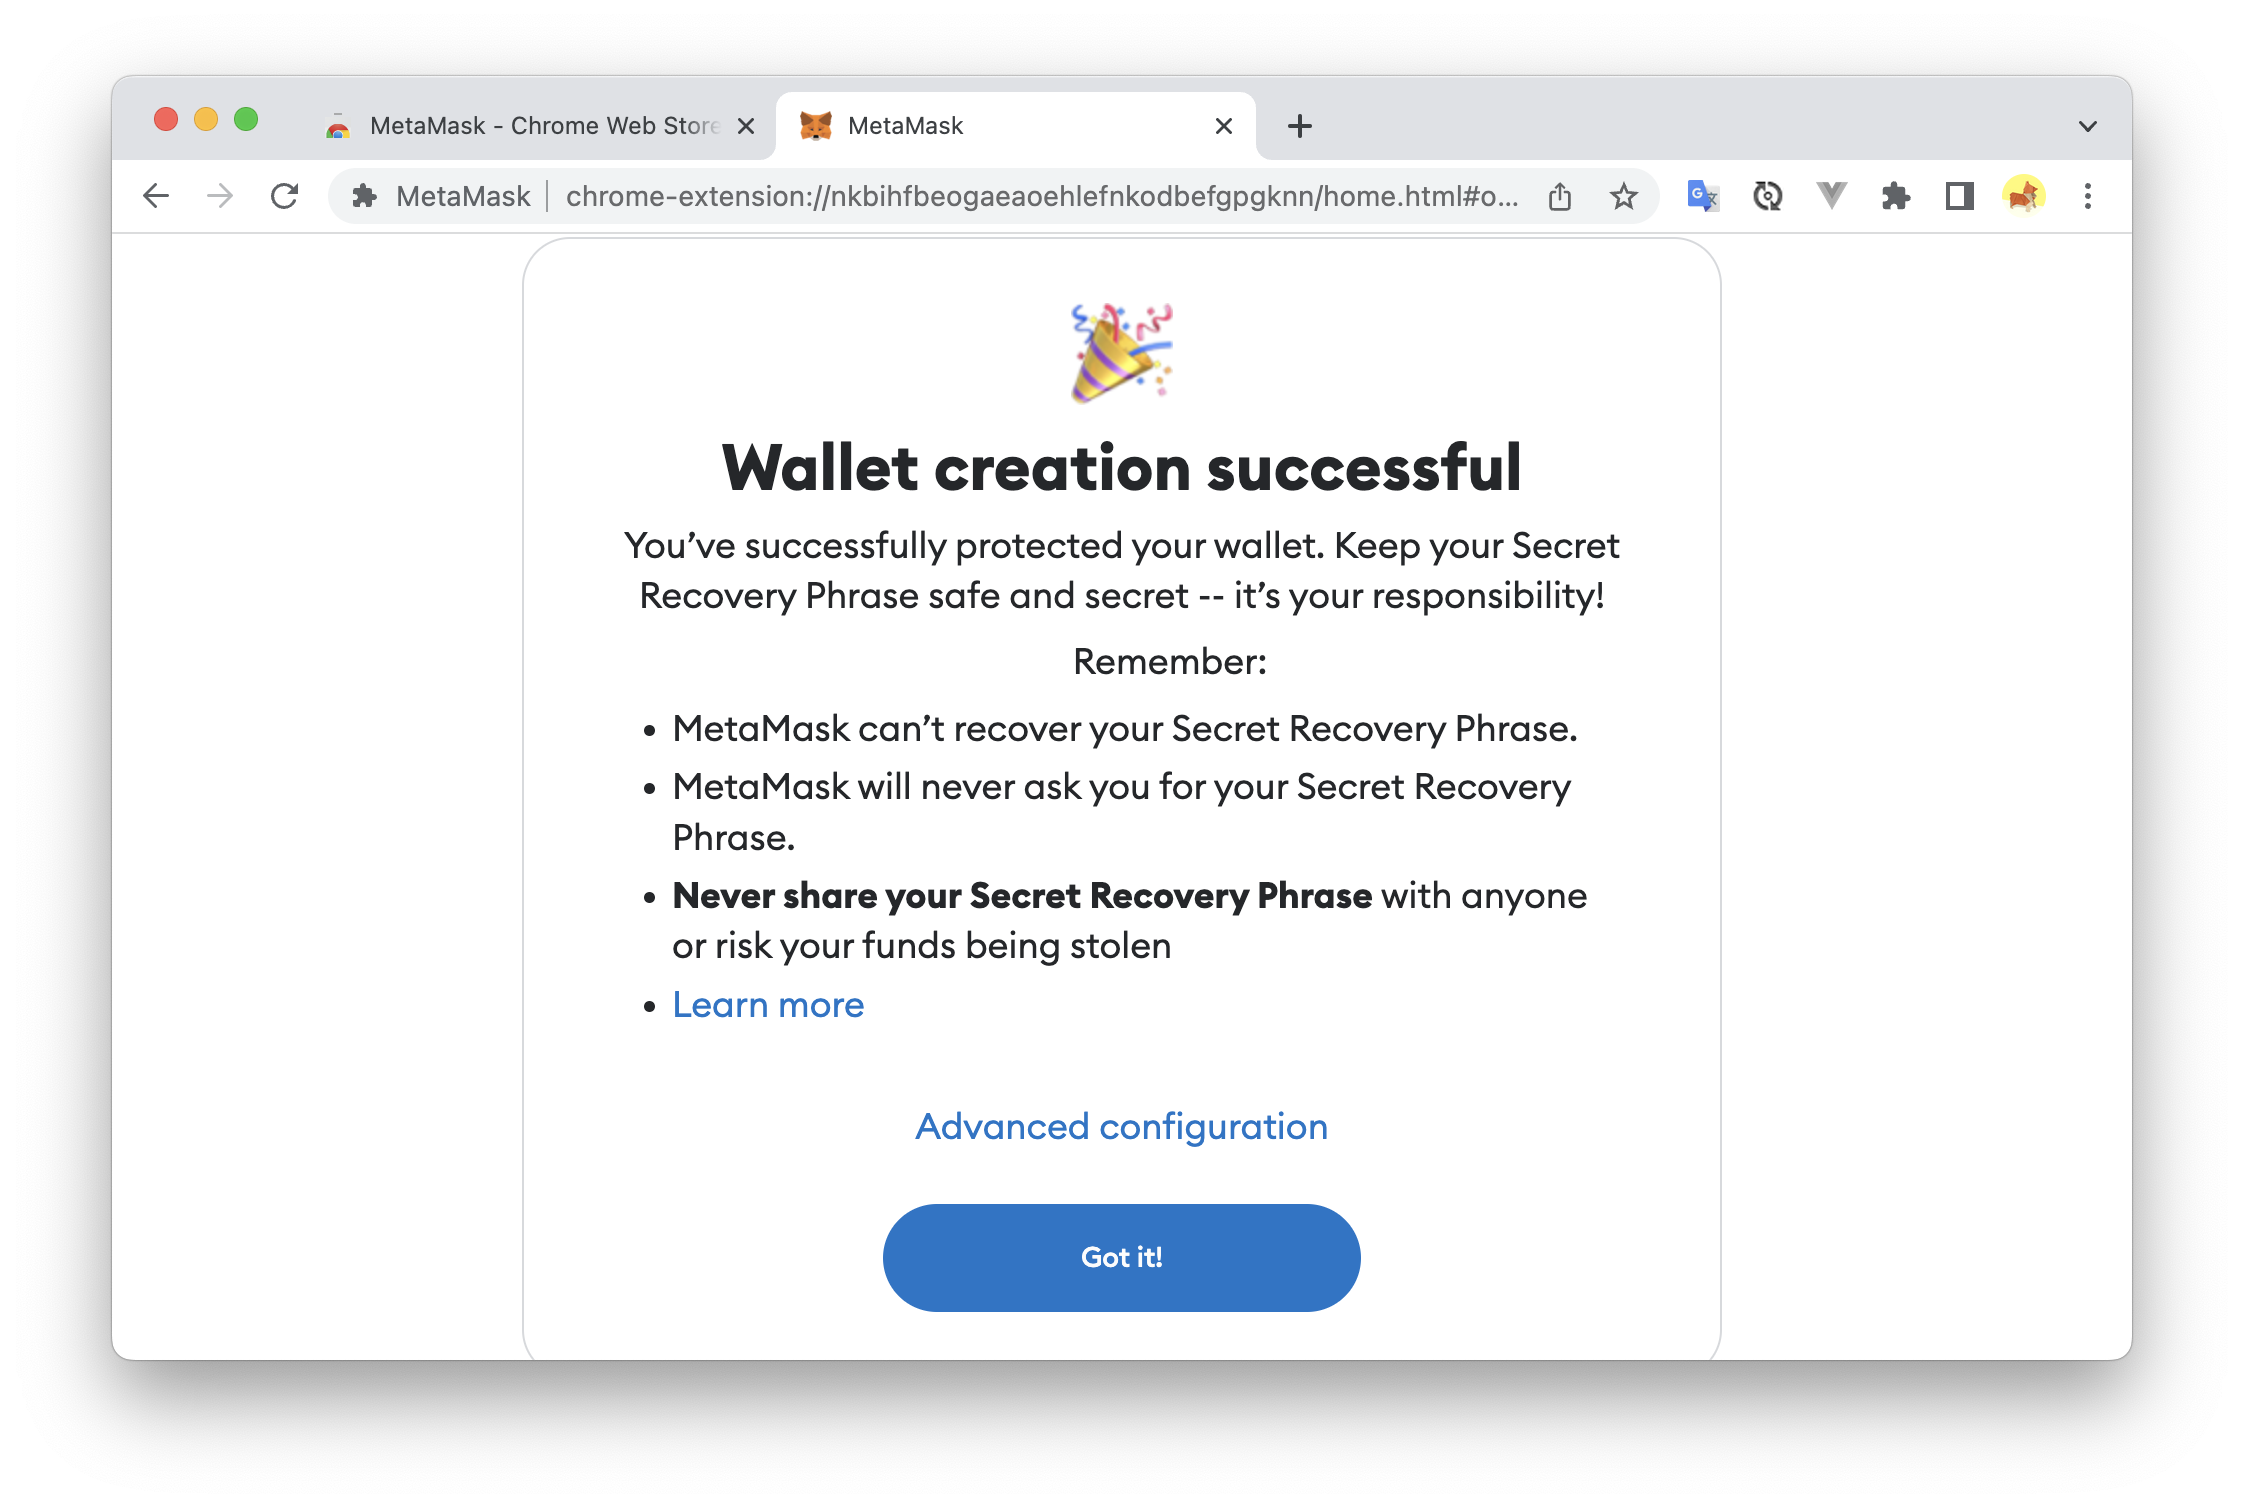 MetaMask - Chrome Web Store
MetaMask
MetaMask
chrome-extension://nkbihfbeogaeaoehlefnkodbefgpgknn/home.html#o...
Wallet creation successful
You’ve successfully protected your wallet. Keep your Secret
Recovery Phrase safe and secret -- it’s your responsibility!
Remember:
• MetaMask can’t recover your Secret Recovery Phrase.
• MetaMask will never ask you for your Secret Recovery
Phrase.
• Never share your Secret Recovery Phrase with anyone
or risk your funds being stolen
• Learn more
Advanced configuration
Got it!